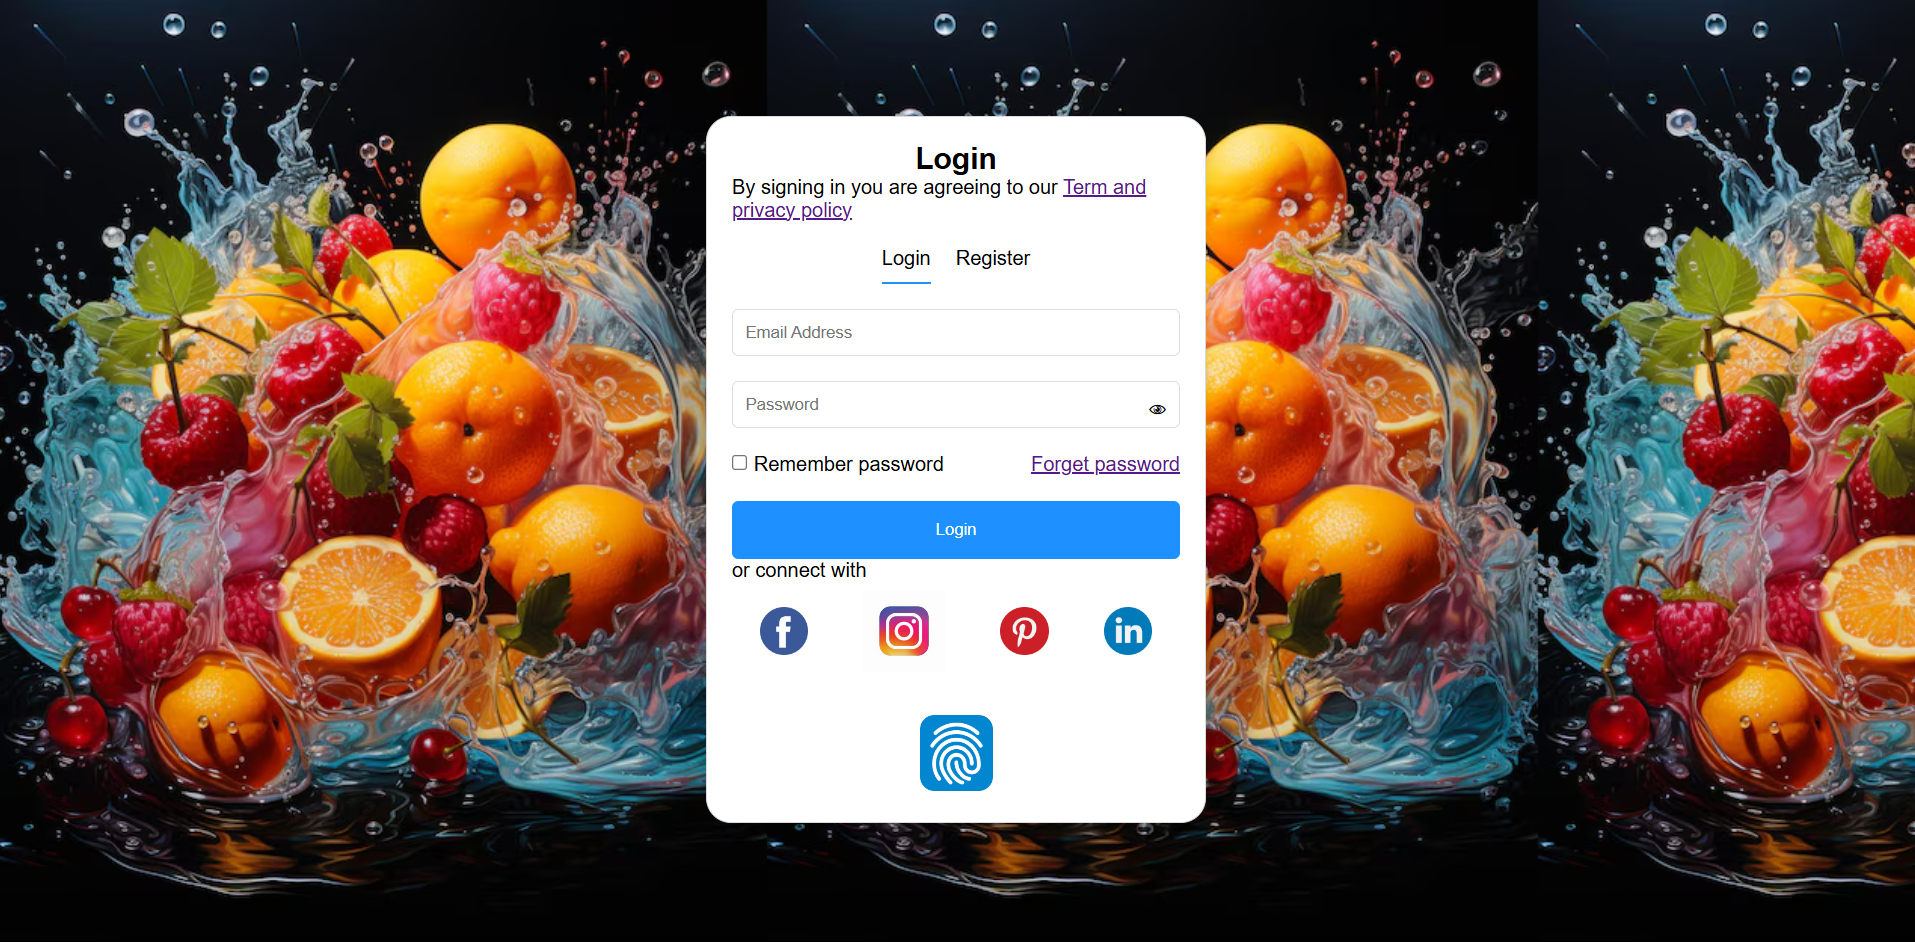 Login
By signing in you are agreeing to our Term and
privacy policy
Login Register
Email Address
Password
Remember password Forget password
Login
or connect with